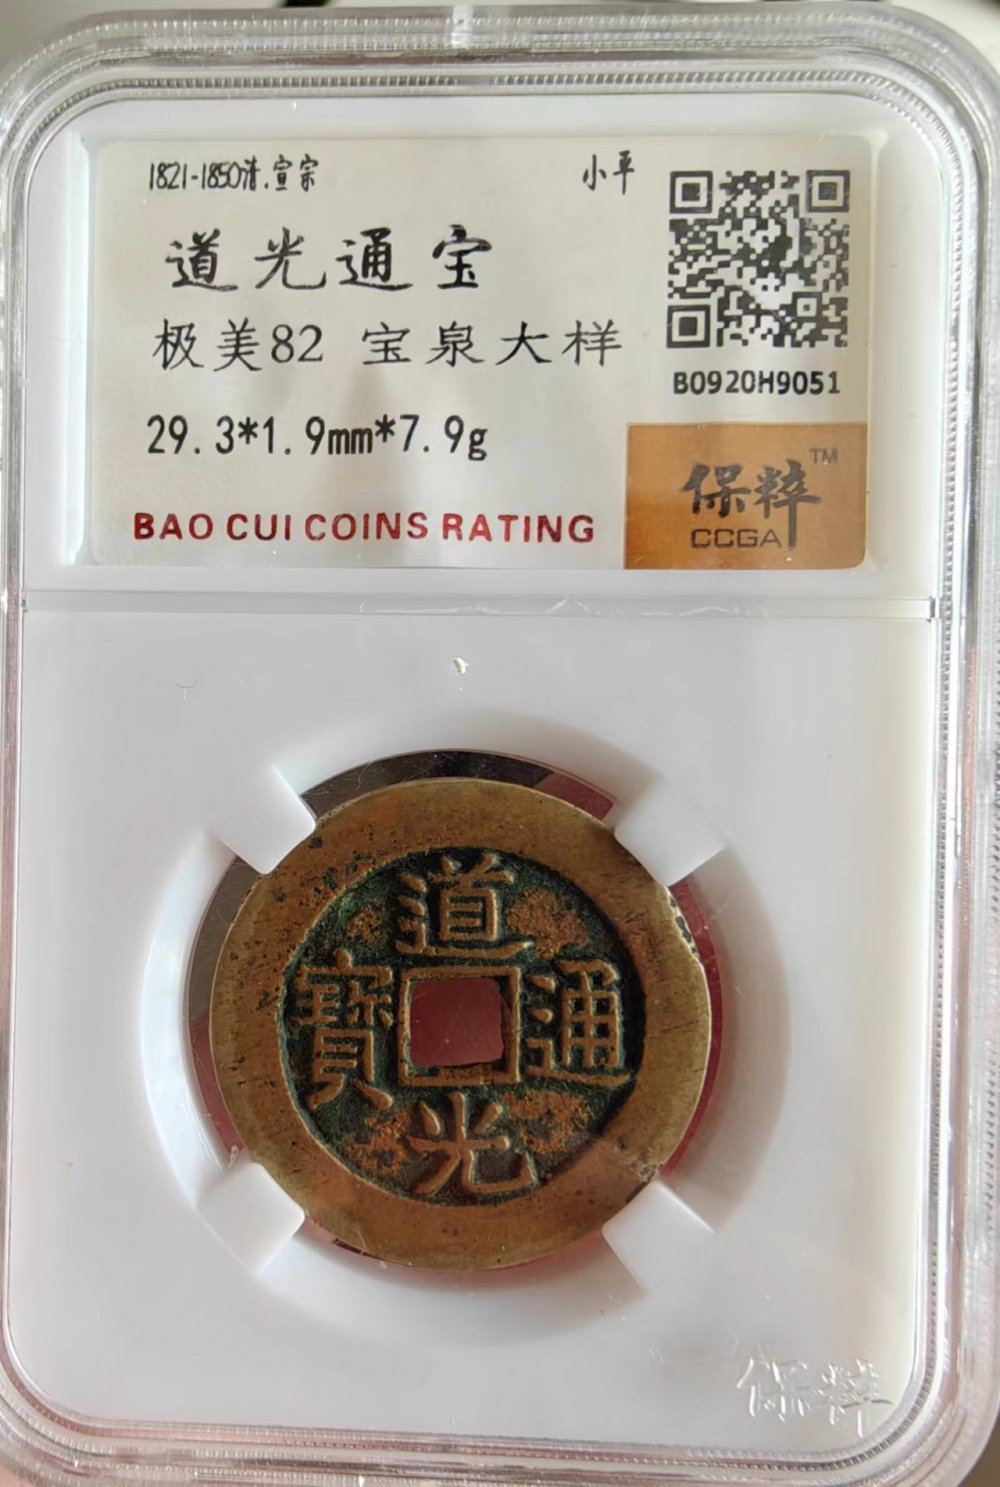 1821-1850清.宣宗 小平
道光通宝
极美82 宝泉大样
B0920H9051
29.3*1.9mm*7.9g
保粹™
CCGA
BAO CUI COINS RATING
道
寶 通
光
保粹